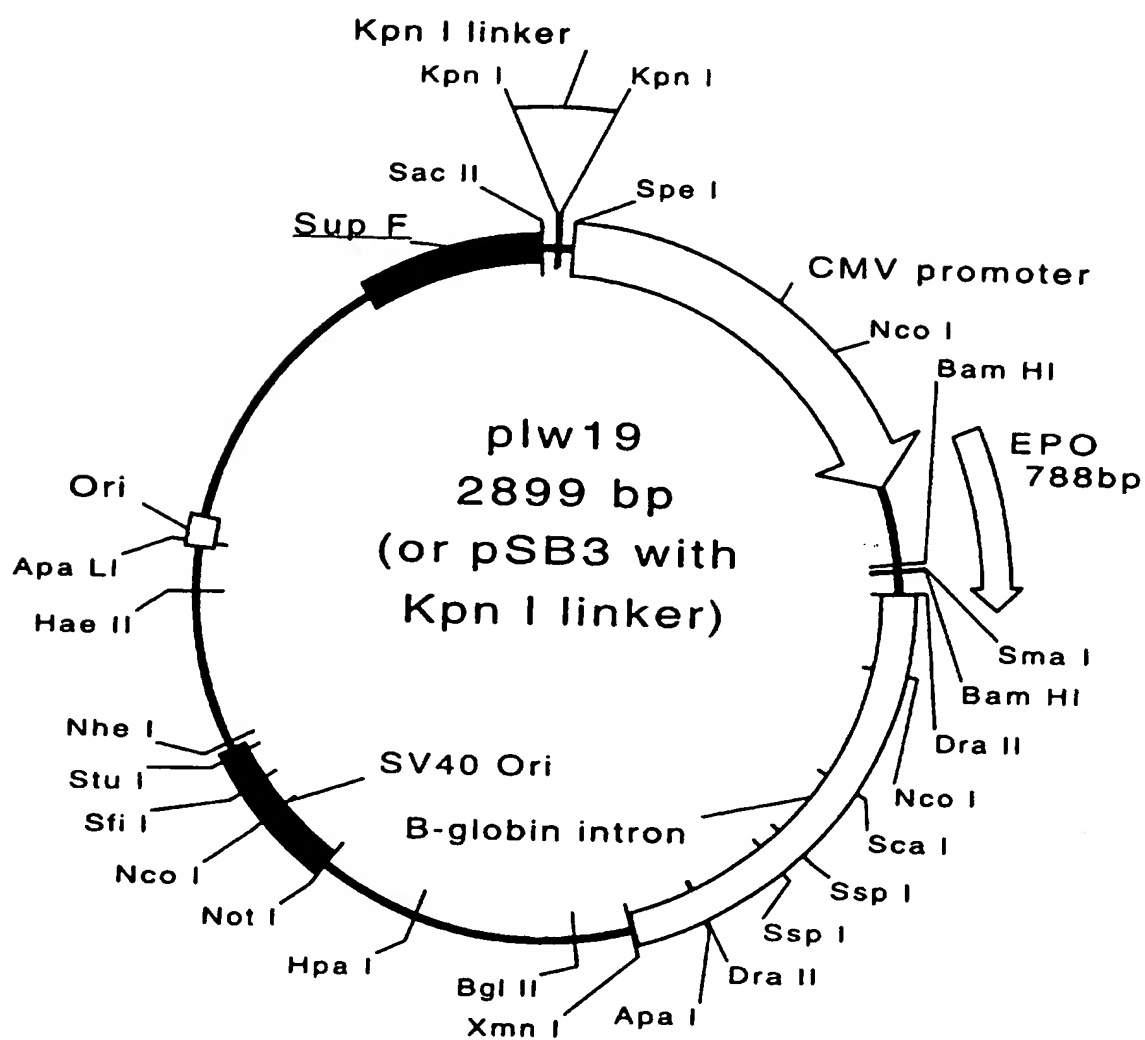 Kpn I linker
Kpn I
Kpn I
Sac II
Spe I
Sup F
CMV promoter
Nco I
Bam HI
EPO
788bp
plw19
2899 bp
(or pSB3 with
Kpn I linker)
Ori
Apa LI
Hae II
Sma I
Bam HI
Dra II
Nhe I
Stu I
Sfi I
Nco I
Not I
SV40 Ori
B-globin intron
Nco I
Sca I
Ssp I
Ssp I
Dra II
Hpa I
Bgl II
Xmn I
Apa I